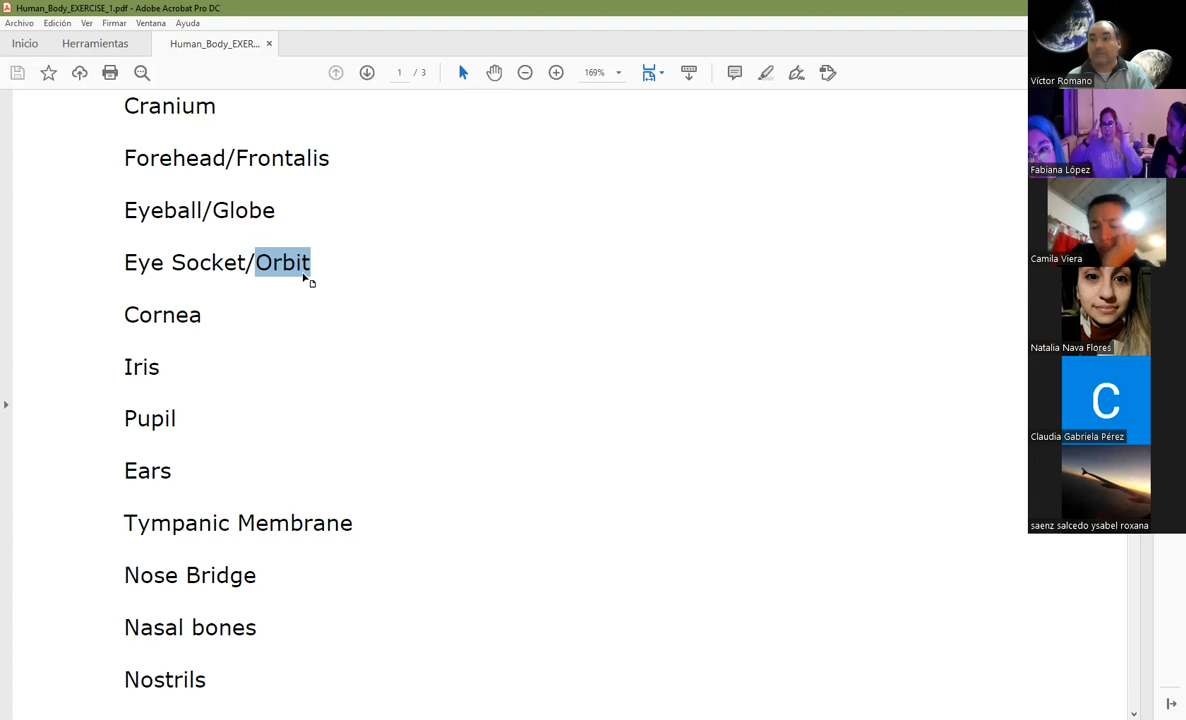 Human_Body_EXERCISE_1.pdf - Adobe Acrobat Pro DC
Archivo Edición Ver Firmar Ventana Ayuda
Inicio Herramientas Human_Body_EXER... ×
1 / 3 169%
Cranium
Forehead/Frontalis
Eyeball/Globe
Eye Socket/Orbit
Cornea
Iris
Pupil
Ears
Tympanic Membrane
Nose Bridge
Nasal bones
Nostrils
Víctor Romano
Fabiana López
Camila Viera
Natalia Nava Flores
C
Claudia Gabriela Pérez
saenz salcedo ysabel roxana